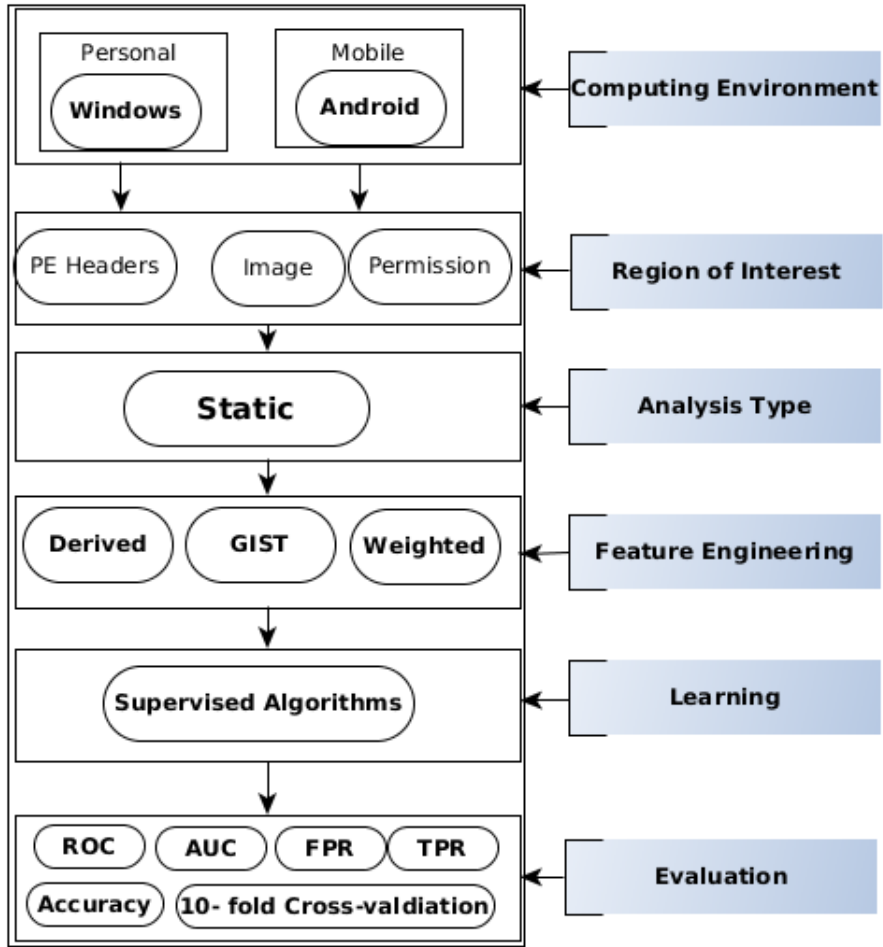 Personal
Mobile
Windows
Android
Computing Environment
PE Headers
Image
Permission
Region of Interest
Static
Analysis Type
Derived
GIST
Weighted
Feature Engineering
Supervised Algorithms
Learning
ROC
AUC
FPR
TPR
Accuracy
10- fold Cross-valdiation
Evaluation